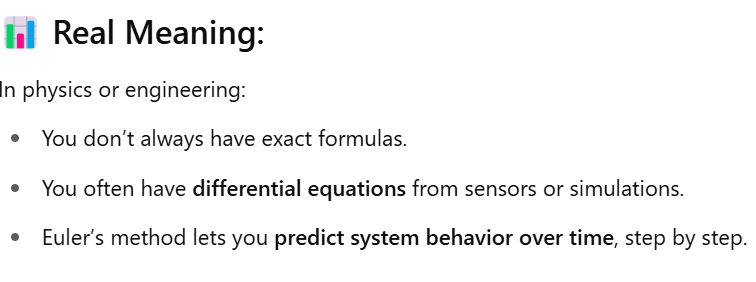 Real Meaning:
In physics or engineering:
You don’t always have exact formulas.
You often have differential equations from sensors or simulations.
Euler’s method lets you predict system behavior over time, step by step.